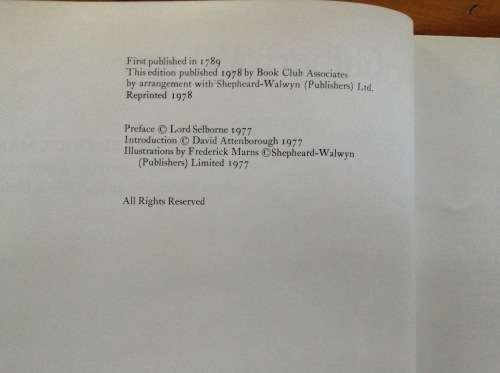 First published in 1789
This edition published 1978 by Book Club Associates
by arrangement with Shepheard-Walwyn (Publishers) Ltd.
Reprinted 1978
Preface © Lord Selborne 1977
Introduction © David Attenborough 1977
Illustrations by Frederick Marns ©Shepheard-Walwyn
(Publishers) Limited 1977
All Rights Reserved